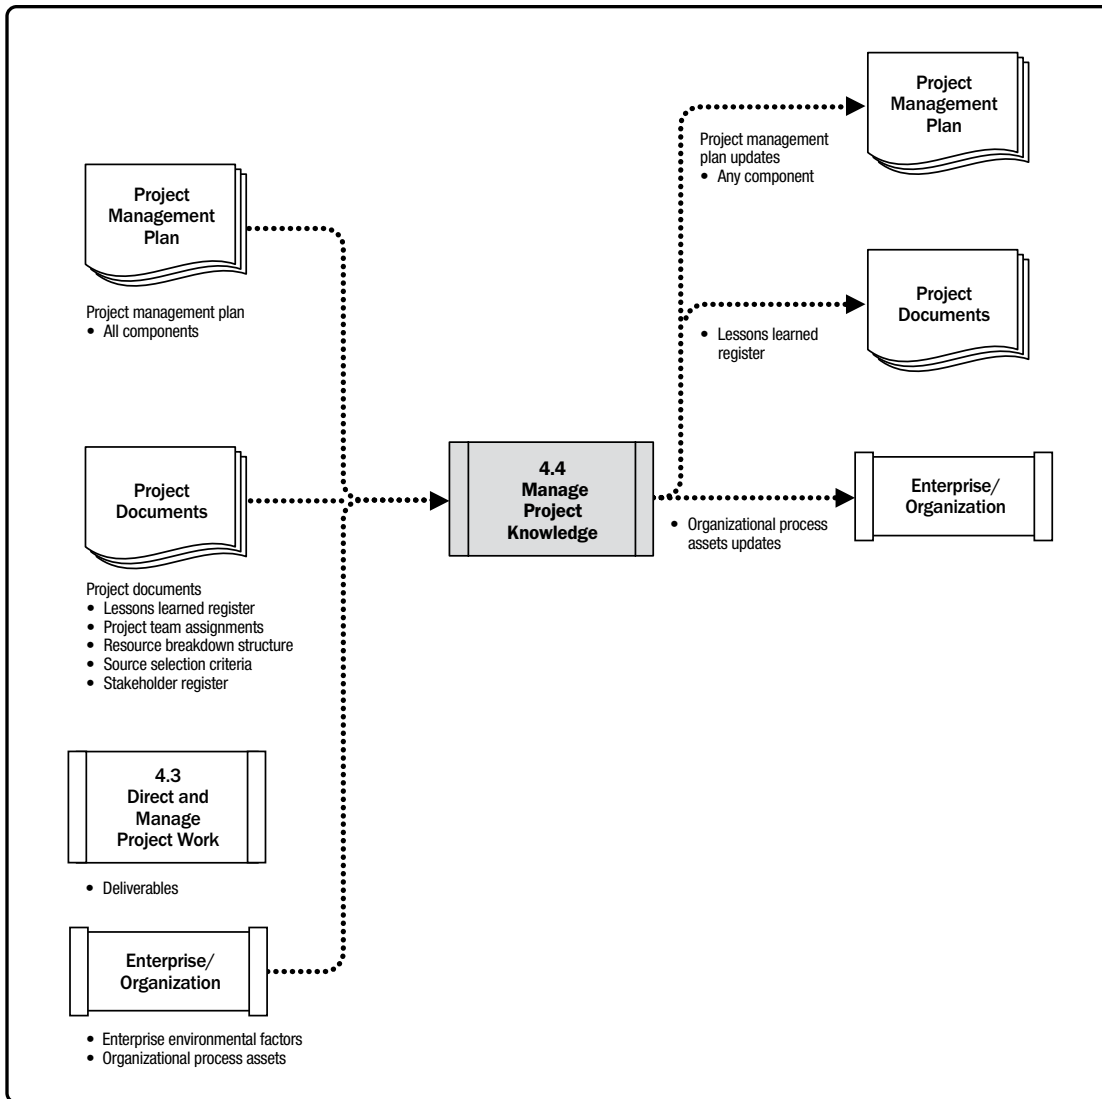 Project
Management
Plan
Project management plan
• All components
Project
Documents
Project documents
• Lessons learned register
• Project team assignments
• Resource breakdown structure
• Source selection criteria
• Stakeholder register
4.3
Direct and
Manage
Project Work
• Deliverables
Enterprise/
Organization
• Enterprise environmental factors
• Organizational process assets
4.4
Manage
Project
Knowledge
Project management
plan updates
• Any component
Project
Management
Plan
• Lessons learned
register
Project
Documents
• Organizational process
assets updates
Enterprise/
Organization